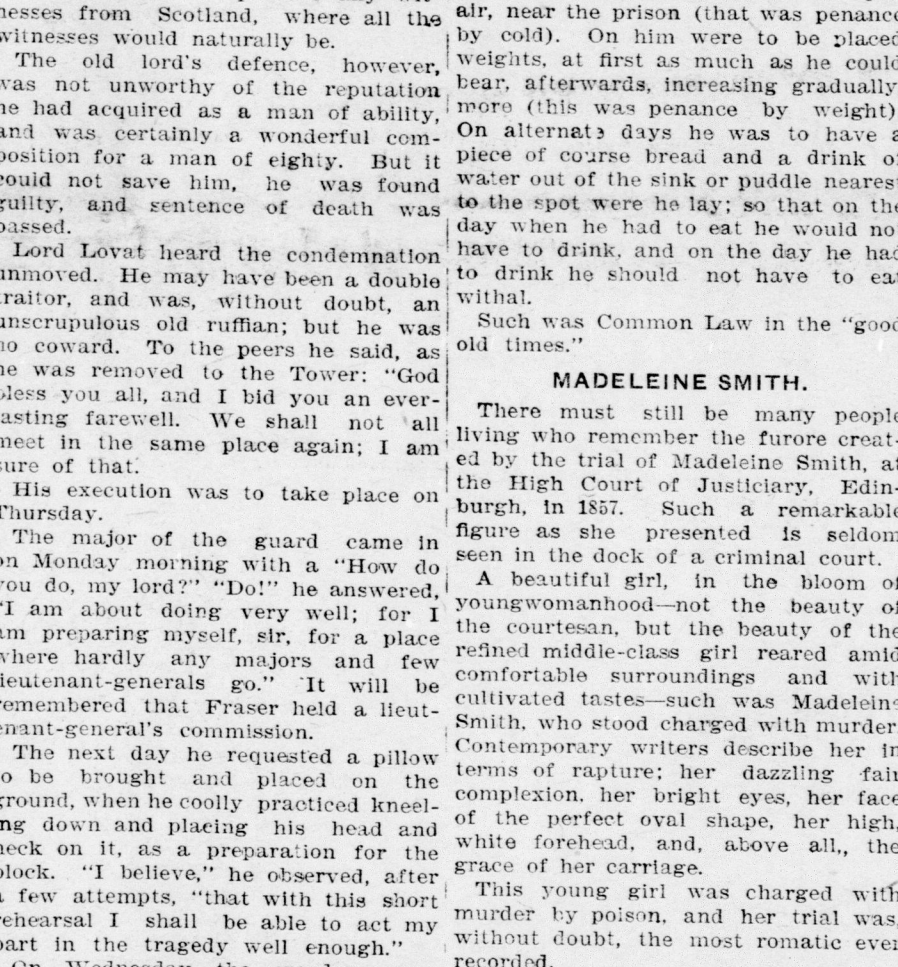 nesses from Scotland, where all the
witnesses would naturally be.
The old lord's defence, however,
was not unworthy of the reputation
he had acquired as a man of ability,
and was certainly a wonderful com-
position for a man of eighty. But it
could not save him, he was found
guilty, and sentence of death was
passed.
Lord Lovat heard the condemnation
unmoved. He may have been a double
traitor, and was, without doubt, an
unscrupulous old ruffian; but he was
no coward. To the peers he said, as
he was removed to the Tower: "God
bless you all, and I bid you an ever-
lasting farewell. We shall not all
meet in the same place again; I am
sure of that.
His execution was to take place on
Thursday.
The major of the guard came in
on Monday morning with a "How do
you do, my lord?" "Do!" he answered,
"I am about doing very well; for I
am preparing myself, sir, for a place
where hardly any majors and few
lieutenant-generals go." It will be
remembered that Fraser held a lieut-
enant-general's commission.
The next day he requested a pillow
to be brought and placed on the
ground, when he coolly practiced kneel-
ing down and placing his head and
neck on it, as a preparation for the
block. "I believe," he observed, after
a few attempts, "that with this short
rehearsal I shall be able to act my
part in the tragedy well enough."
On Wednesday the
air, near the prison (that was penance
by cold). On him were to be placed
weights, at first as much as he could
bear, afterwards, increasing gradually
more (this was penance by weight)
On alternate days he was to have a
piece of course bread and a drink of
water out of the sink or puddle nearest
to the spot were he lay; so that on the
day when he had to eat he would not
have to drink, and on the day he had
to drink he should not have to eat
withal.
Such was Common Law in the "good
old times."
MADELEINE SMITH.
There must still be many people
living who remember the furore creat-
ed by the trial of Madeleine Smith, at
the High Court of Justiciary, Edin-
burgh, in 1857. Such a remarkable
figure as she presented is seldom
seen in the dock of a criminal court.
A beautiful girl, in the bloom of
youngwomanhood—not the beauty of
the courtesan, but the beauty of the
refined middle-class girl reared amid
comfortable surroundings and with
cultivated tastes—such was Madeleine
Smith, who stood charged with murder
Contemporary writers describe her in
terms of rapture; her dazzling fair
complexion, her bright eyes, her face
of the perfect oval shape, her high,
white forehead, and, above all,, the
grace of her carriage.
This young girl was charged with
murder by poison, and her trial was,
without doubt, the most romatic ever
recorded.